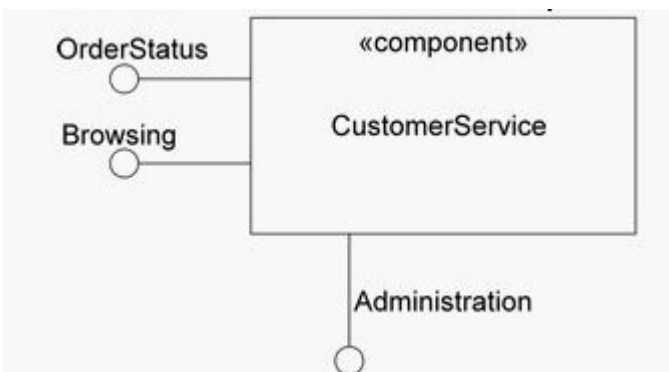 OrderStatus
«component»
Browsing
CustomerService
Administration